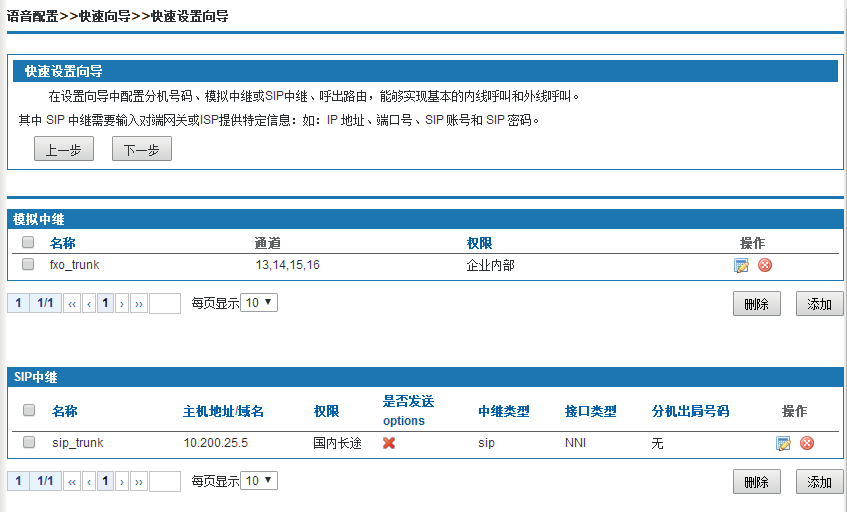 语音配置>>快速向导>>快速设置向导
快速设置向导
在设置向导中配置分机号码、模拟中继或SIP中继、呼出路由，能够实现基本的内线呼叫和外线呼叫。
其中 SIP 中继需要输入对端网关或ISP提供特定信息：如：IP 地址、端口号、SIP 账号和 SIP 密码。
上一步 下一步
模拟中继
名称 通道 权限 操作
fxo_trunk 13,14,15,16 企业内部
1 1/1 ‹‹ ‹ 1 › ›› 每页显示 10 ▼ 删除 添加
SIP中继
名称 主机地址/域名 权限 是否发送 options 中继类型 接口类型 分机出局号码 操作
sip_trunk 10.200.25.5 国内长途 sip NNI 无
1 1/1 ‹‹ ‹ 1 › ›› 每页显示 10 ▼ 删除 添加